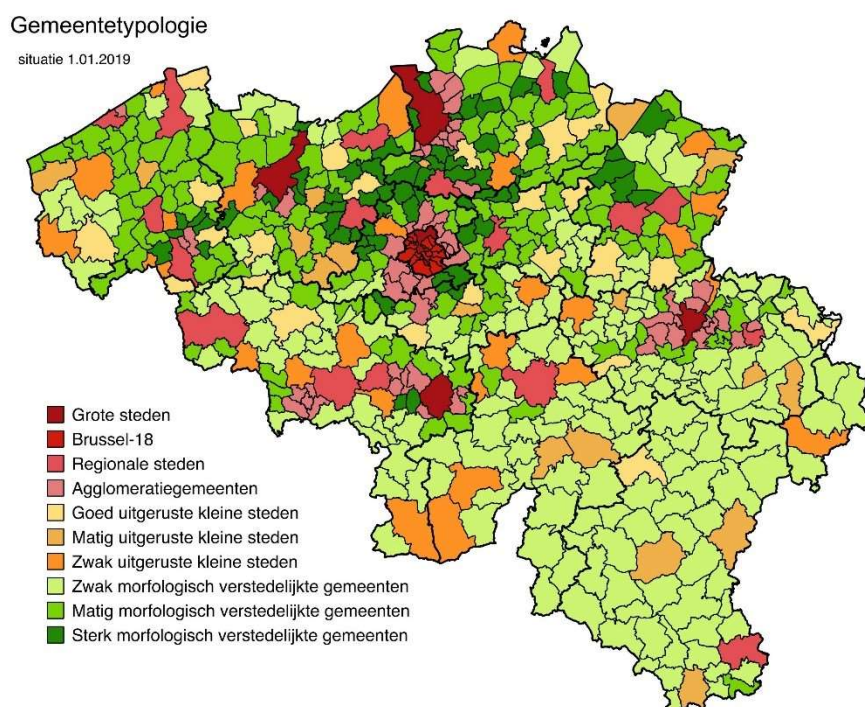 Gemeentetypologie
situatie 1.01.2019
Grote steden
Brussel-18
Regionale steden
Agglomeratiegemeenten
Goed uitgeruste kleine steden
Matig uitgeruste kleine steden
Zwak uitgeruste kleine steden
Zwak morfologisch verstedelijkte gemeenten
Matig morfologisch verstedelijkte gemeenten
Sterk morfologisch verstedelijkte gemeenten